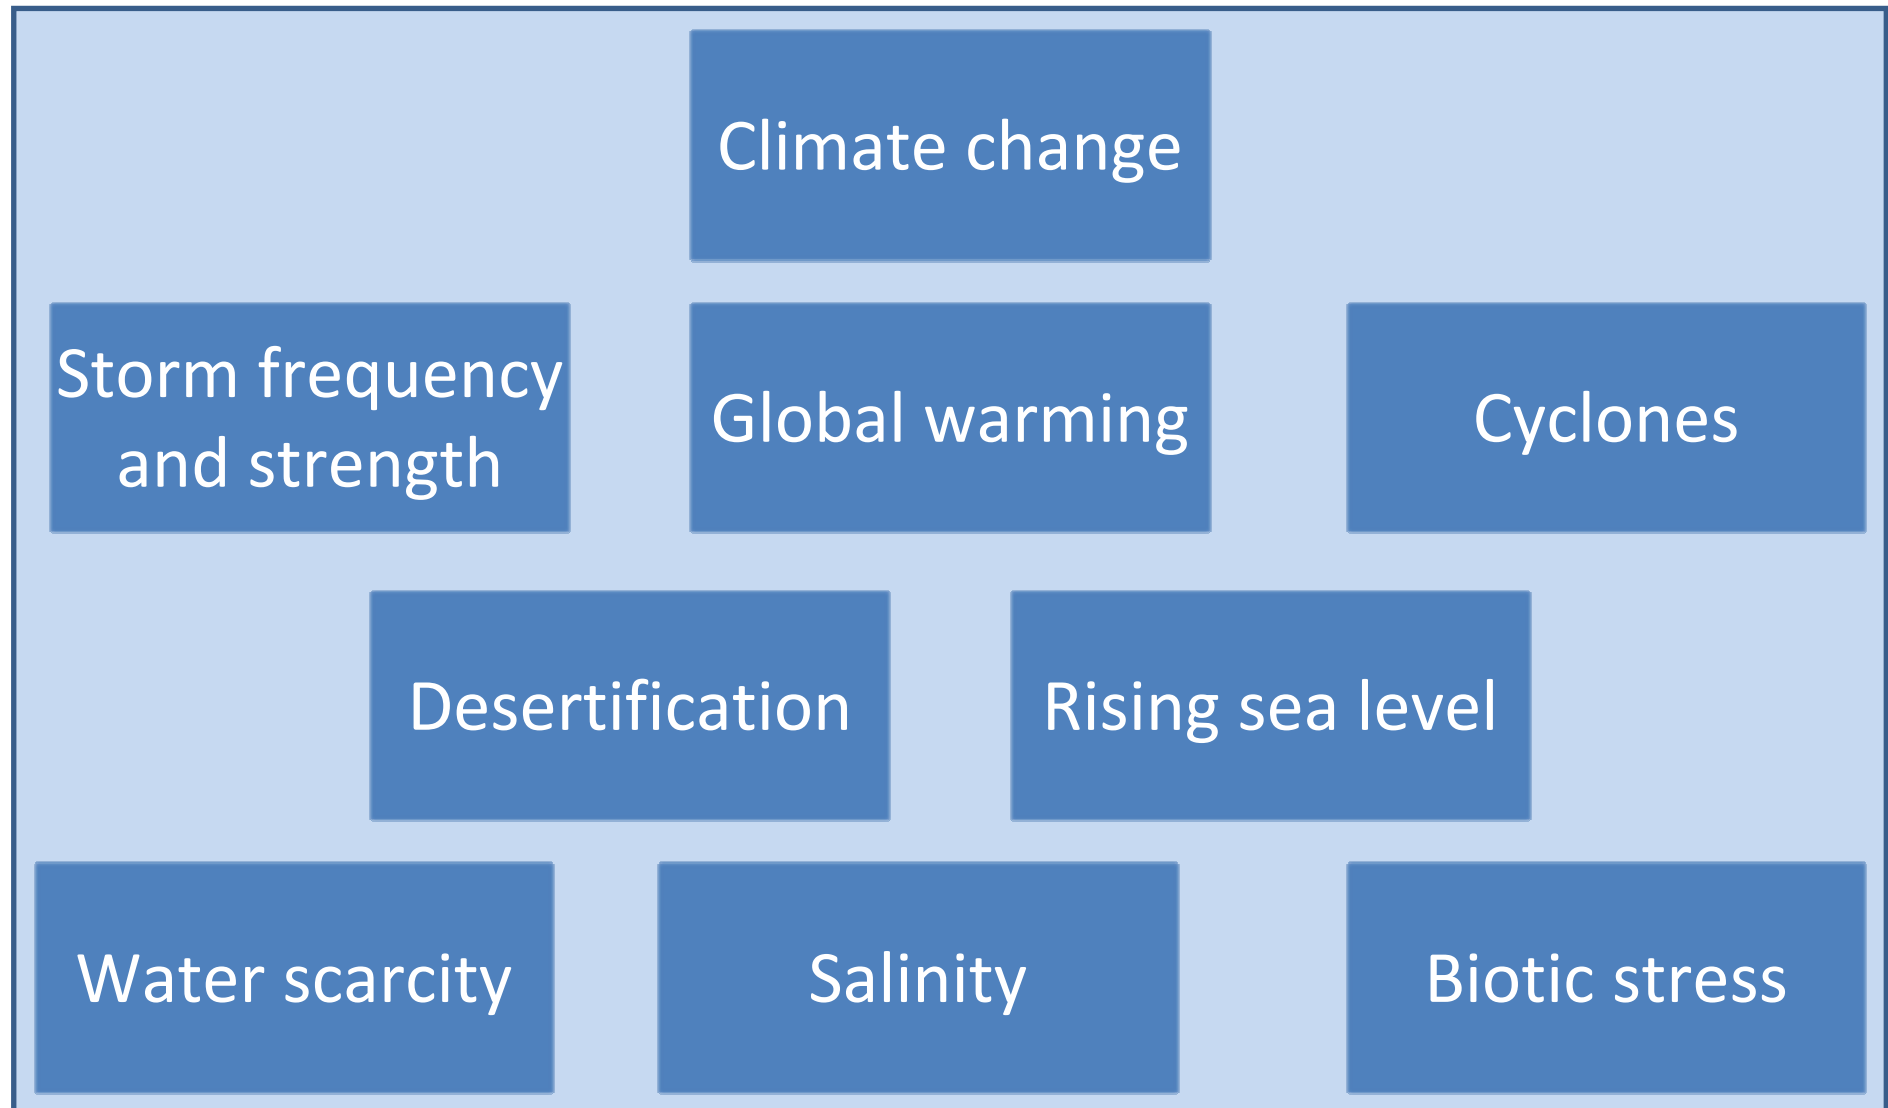 Climate change
Storm frequency
and strength
Global warming
Cyclones
Desertification
Rising sea level
Water scarcity
Salinity
Biotic stress